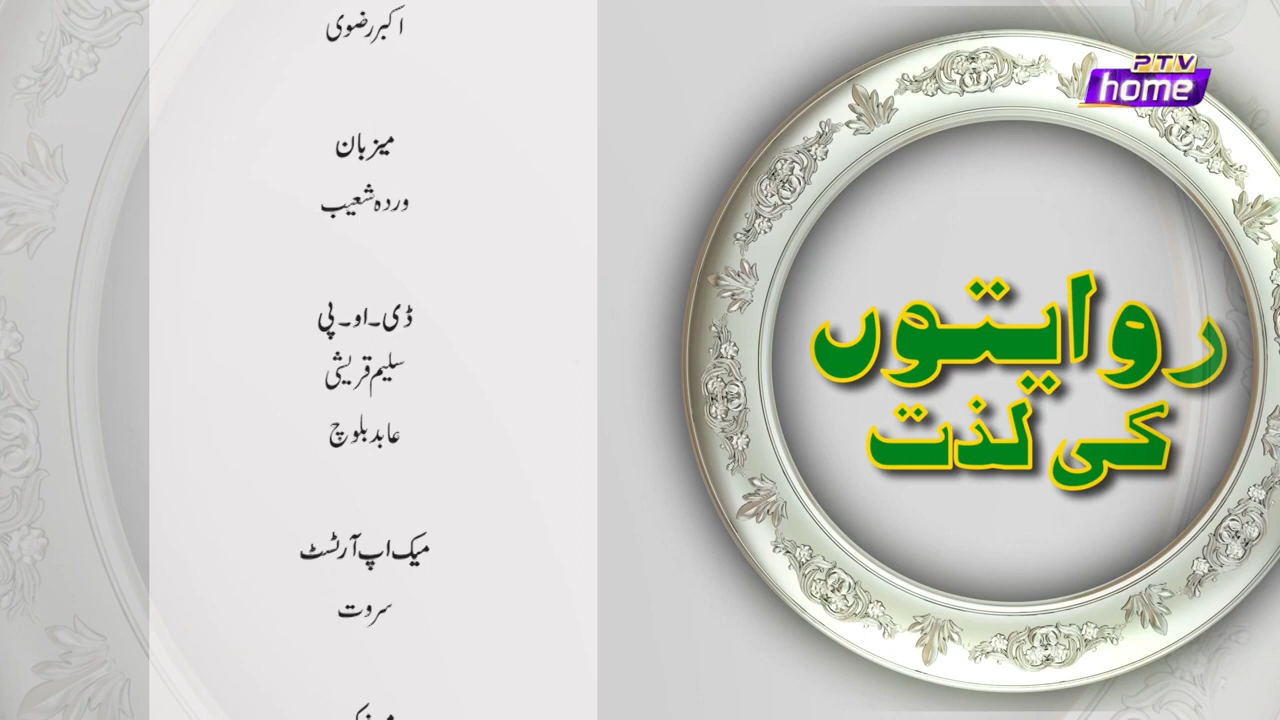 اکبر رضوی
میزبان
وردہ شعیب
ڈی۔او۔پی
سلیم قریشی
عابد بلوچ
میک اپ آرٹسٹ
سروت
PTV
home
روایتوں
کی لذت